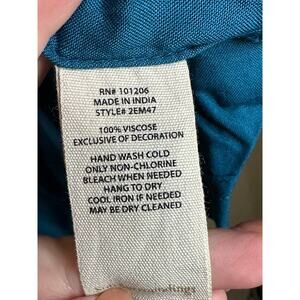 RN# 101206
MADE IN INDIA
STYLE# 2EM47
100% VISCOSE
EXCLUSIVE OF DECORATION
HAND WASH COLD
ONLY NON-CHLORINE
BLEACH WHEN NEEDED
HANG TO DRY
COOL IRON IF NEEDED
MAY BE DRY CLEANED